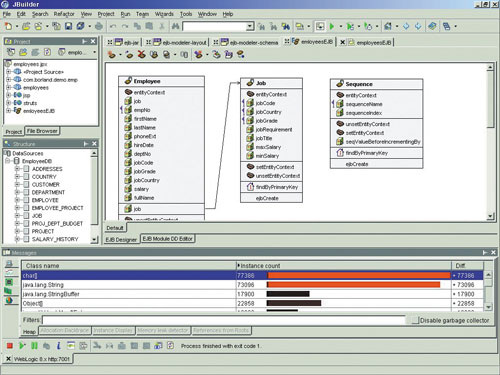 JBuilder
File Edit Search Refactor View Project Run Team Wizards Tools Window Help
Project
employees.jpx
<Project Source>
com.borland.demo.emp
employees
jsp
struts
emloyeesEJB
Project File Browser
Structure
DataSources
EmployeeDB
ADDRESSES
COUNTRY
CUSTOMER
DEPARTMENT
EMPLOYEE
EMPLOYEE_PROJECT
JOB
PROJ_DEPT_BUDGET
PROJECT
SALARY_HISTORY
ejb-jar ejb-modeler-layout ejb-modeler-schema emloyeesEJB employeesEJB
Employee
entityContext
job
empNo
firstName
lastName
phoneExt
hireDate
deptNo
jobCode
jobGrade
jobCountry
salary
fullName
job
unsetEntityContext
Job
entityContext
jobCode
jobCountry
jobGrade
jobRequirement
jobTitle
maxSalary
minSalary
setEntityContext
unsetEntityContext
findByPrimaryKey
ejbCreate
Sequence
entityContext
sequenceName
sequenceIndex
unsetEntityContext
setEntityContext
seqValueBeforeIncrementingBy
findByPrimaryKey
ejbCreate
Default
EJB Designer EJB Module DD Editor
Messages
Class name Instance count Diff.
char[] 77386 + 77386
java.lang.String 73096 + 73096
java.lang.StringBuffer 17900 + 17900
Object[] 22858 + 22858
Filters Disable garbage collector
Heap Allocation Backtrace Instance Display Memory leak detector References from Roots
Process finished with exit code 1.
WebLogic 8.x http:7001